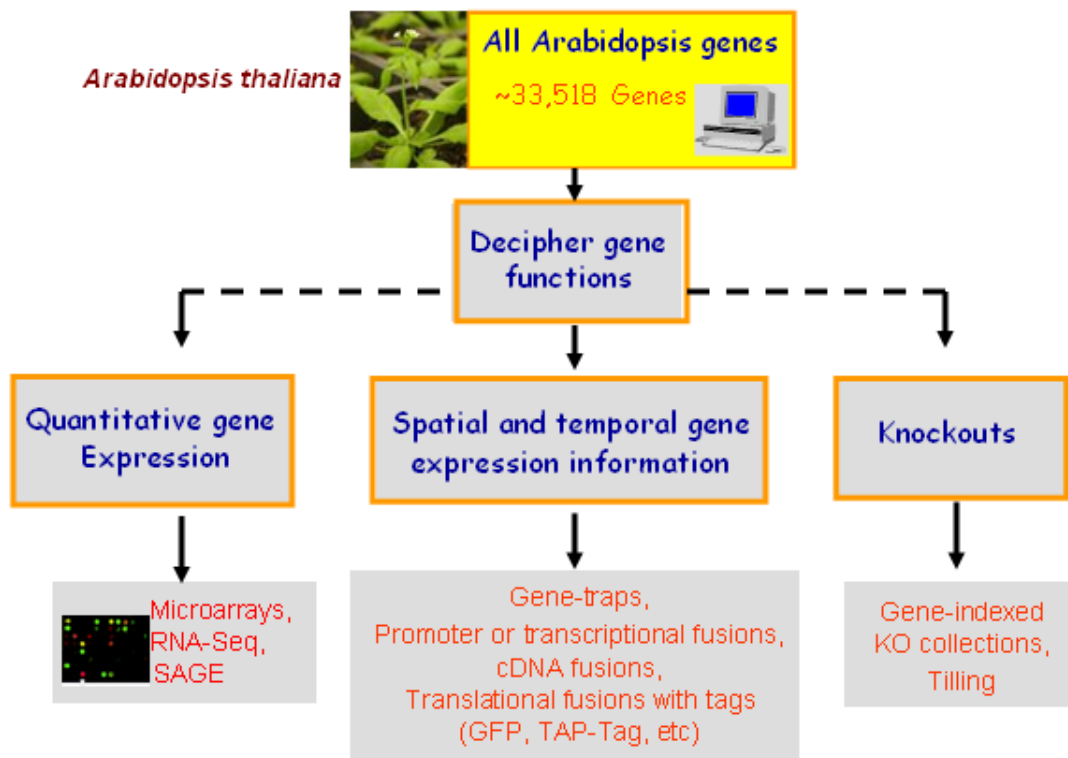 All Arabidopsis genes
Arabidopsis thaliana
~33,518 Genes
Decipher gene
functions
Quantitative gene
Expression
Spatial and temporal gene
expression information
Knockouts
Microarrays,
RNA-Seq,
SAGE
Gene-traps,
Promoter or transcriptional fusions,
cDNA fusions,
Translational fusions with tags
(GFP, TAP-Tag, etc)
Gene-indexed
KO collections,
Tilling